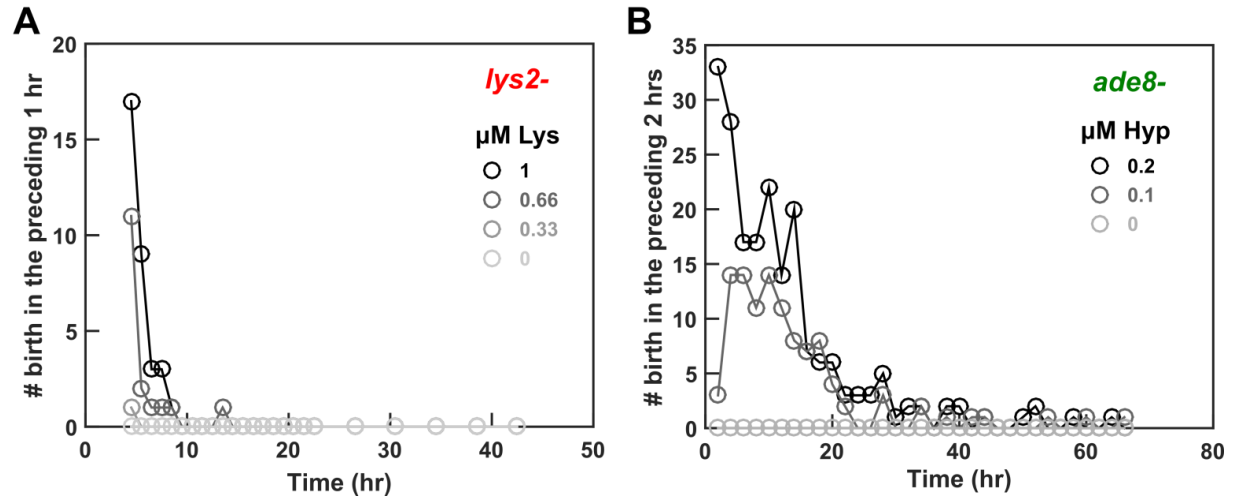 A
# birth in the preceding 1 hr
20
15
10
5
0
lys2-
µM Lys
1
0.66
0.33
0
0 10 20 30 40 50
Time (hr)
B
# birth in the preceding 2 hrs
35
30
25
20
15
10
5
0
ade8-
µM Hyp
0.2
0.1
0
0 20 40 60 80
Time (hr)